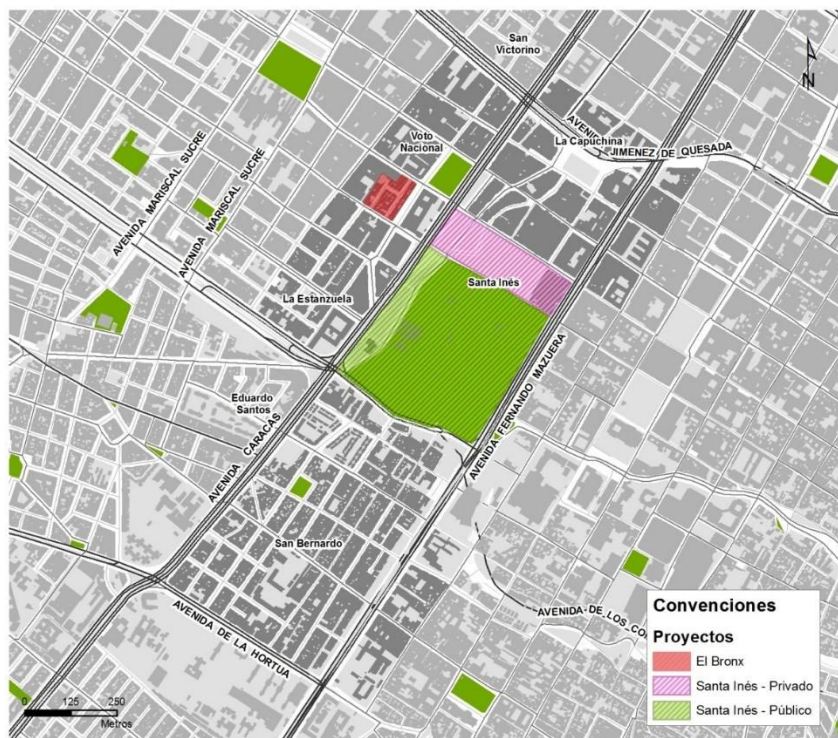 San
Victorino
AVENIDA
JIMENEZ DE QUESADA
La Capuchina
Voto
Nacional
AVENIDA MARISCAL SUCRE
AVENIDA MARISCAL SUCRE
Santa Inés
La Estanzuela
AVENIDA FERNANDO MAZUERA
Eduardo
Santos
AVENIDA CARACAS
San Bernardo
AVENIDA DE LA HORTUA
AVENIDA DE LOS CO
Convenciones
Proyectos
El Bronx
Santa Inés - Privado
Santa Inés - Público
0 125 250
Metros